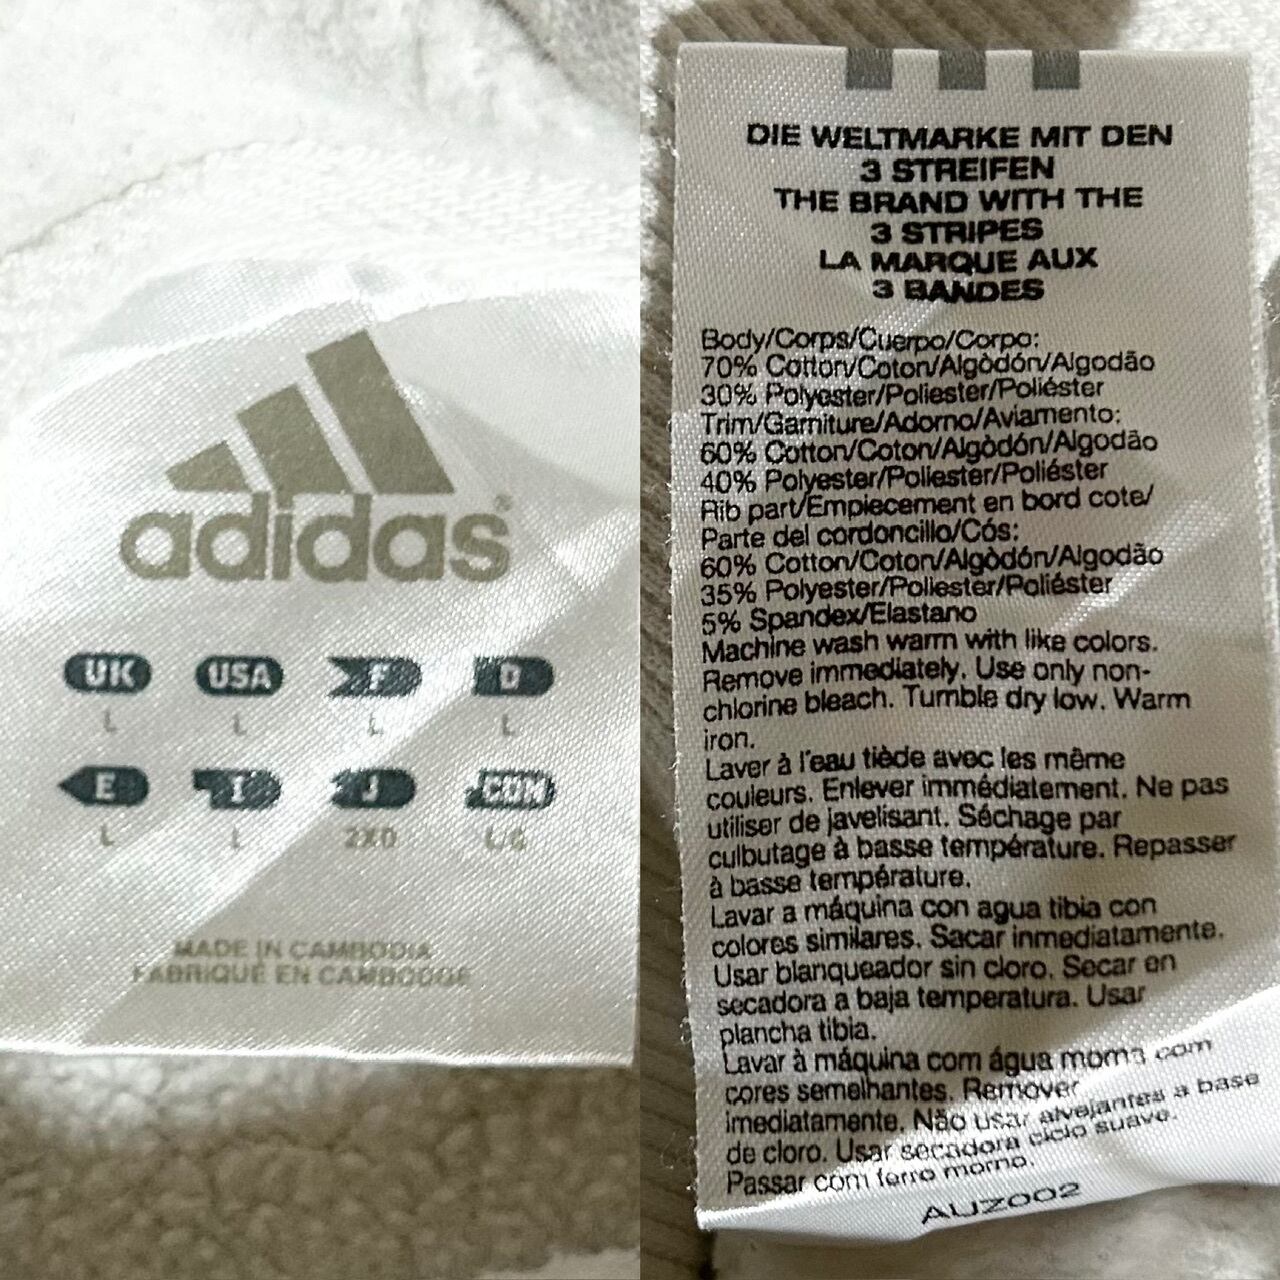 adidas®
UK USA F D
L L L L
E I J CDN
L L 2XO L/G
MADE IN CAMBODIA
FABRIQUÉ EN CAMBODGE
DIE WELTMARKE MIT DEN
3 STREIFEN
THE BRAND WITH THE
3 STRIPES
LA MARQUE AUX
3 BANDES
Body/Corps/Cuerpo/Corpo:
70% Cotton/Coton/Algòdón/Algodão
30% Polyester/Poliester/Poliéster
Trim/Garniture/Adorno/Aviamento:
60% Cotton/Coton/Algòdón/Algodão
40% Polyester/Poliester/Poliéster
Rib part/Empiecement en bord cote/
Parte del cordoncillo/Cós:
60% Cotton/Coton/Algòdón/Algodão
35% Polyester/Poliester/Poliéster
5% Spandex/Elastano
Machine wash warm with like colors.
Remove immediately. Use only non-
chlorine bleach. Tumble dry low. Warm
iron.
Laver à l'eau tiède avec les même
couleurs. Enlever immédiatement. Ne pas
utiliser de javelisant. Séchage par
culbutage à basse température. Repasser
à basse température.
Lavar a máquina con agua tibia con
colores similares. Sacar inmediatamente.
Usar blanqueador sin cloro. Secar en
secadora a baja temperatura. Usar
plancha tibia.
Lavar à máquina com água morna com
cores semelhantes. Remover
imediatamente. Não usar alvejantes a base
de cloro. Usar secadora ciclo suave.
Passar com ferro morno.
AUZ002